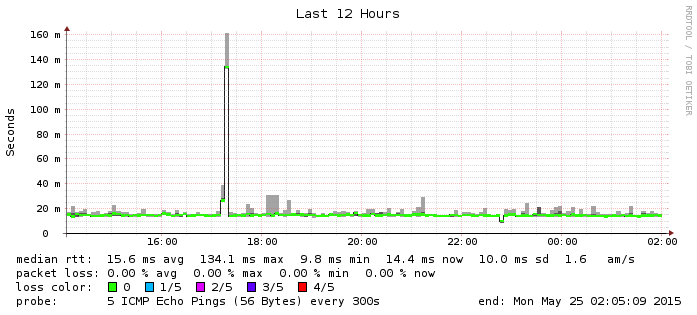 Last 12 Hours
RRDTOOL / TOBI OETIKER
Seconds
160 m
140 m
120 m
100 m
80 m
60 m
40 m
20 m
0
16:00 18:00 20:00 22:00 00:00 02:00
median rtt: 15.6 ms avg 134.1 ms max 9.8 ms min 14.4 ms now 10.0 ms sd 1.6 am/s
packet loss: 0.00 % avg 0.00 % max 0.00 % min 0.00 % now
loss color: 0 1/5 2/5 3/5 4/5
probe: 5 ICMP Echo Pings (56 Bytes) every 300s end: Mon May 25 02:05:09 2015